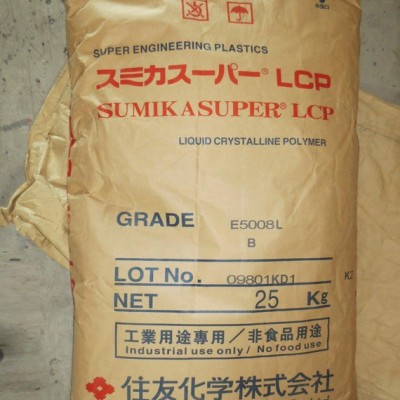 SUPER ENGINEERING PLASTICS
スミカスーパー® LCP
SUMIKASUPER® LCP
LIQUID CRYSTALLINE POLYMER
GRADE E5008L
B
LOT No. 09801KD1 K2
NET 25 Kg
工業用途専用／非食品用途
Industrial use only / No food use
住友化学株式会社